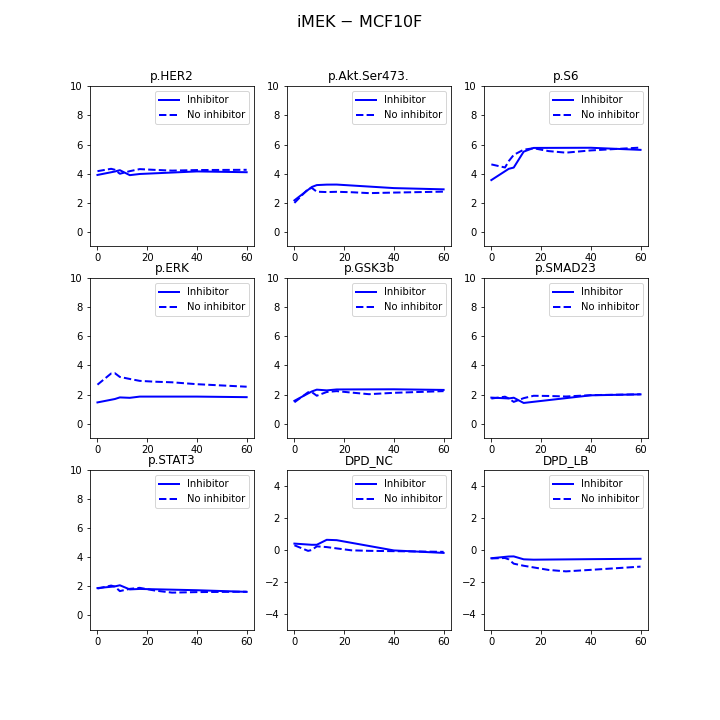 iMEK − MCF10F
p.HER2
p.Akt.Ser473.
p.S6
10
8
6
4
2
0
Inhibitor
No inhibitor
0 20 40 60
10
8
6
4
2
0
Inhibitor
No inhibitor
0 20 40 60
10
8
6
4
2
0
Inhibitor
No inhibitor
0 20 40 60
p.ERK
p.GSK3b
p.SMAD23
10
8
6
4
2
0
Inhibitor
No inhibitor
0 20 40 60
10
8
6
4
2
0
Inhibitor
No inhibitor
0 20 40 60
10
8
6
4
2
0
Inhibitor
No inhibitor
0 20 40 60
p.STAT3
DPD_NC
DPD_LB
10
8
6
4
2
0
Inhibitor
No inhibitor
0 20 40 60
4
2
0
−2
−4
Inhibitor
No inhibitor
0 20 40 60
4
2
0
−2
−4
Inhibitor
No inhibitor
0 20 40 60